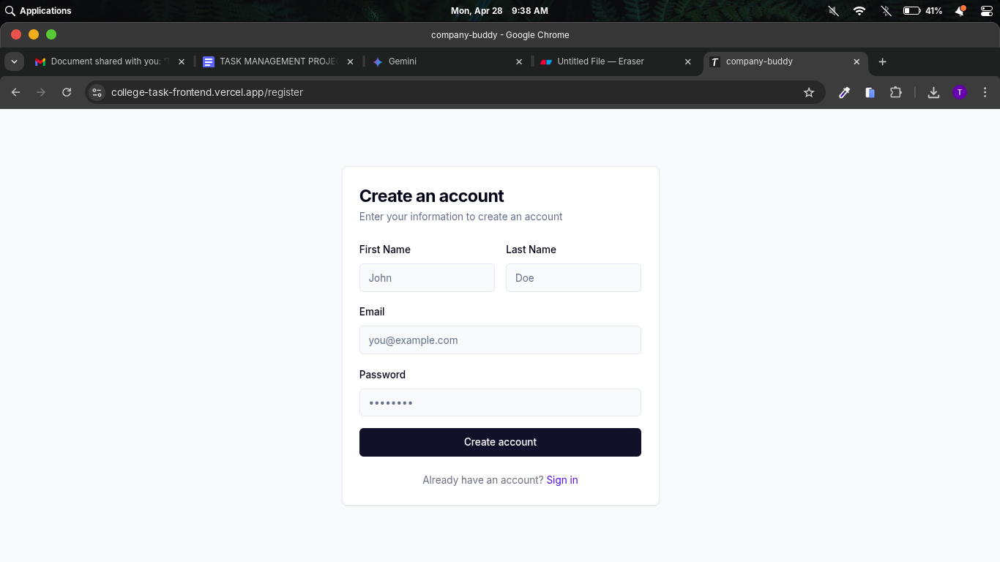 Applications
Mon, Apr 28 9:38 AM
41%
company-buddy - Google Chrome
Document shared with you: "
TASK MANAGEMENT PROJE
Gemini
Untitled File — Eraser
company-buddy
college-task-frontend.vercel.app/register
T
Create an account
Enter your information to create an account
First Name
Last Name
John
Doe
Email
you@example.com
Password
••••••••
Create account
Already have an account? Sign in